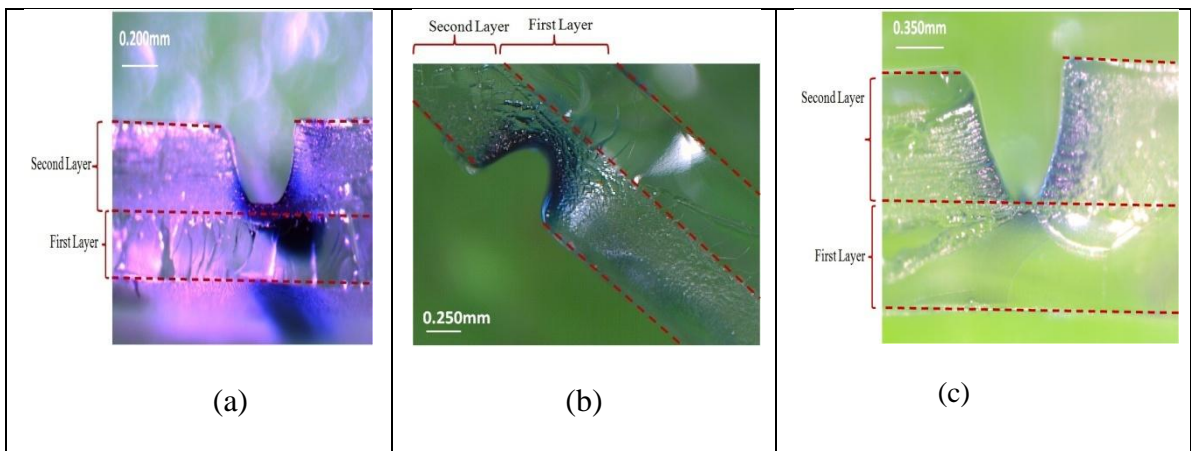 0.200mm
Second Layer
First Layer
(a)
Second Layer
First Layer
0.250mm
(b)
0.350mm
Second Layer
First Layer
(c)